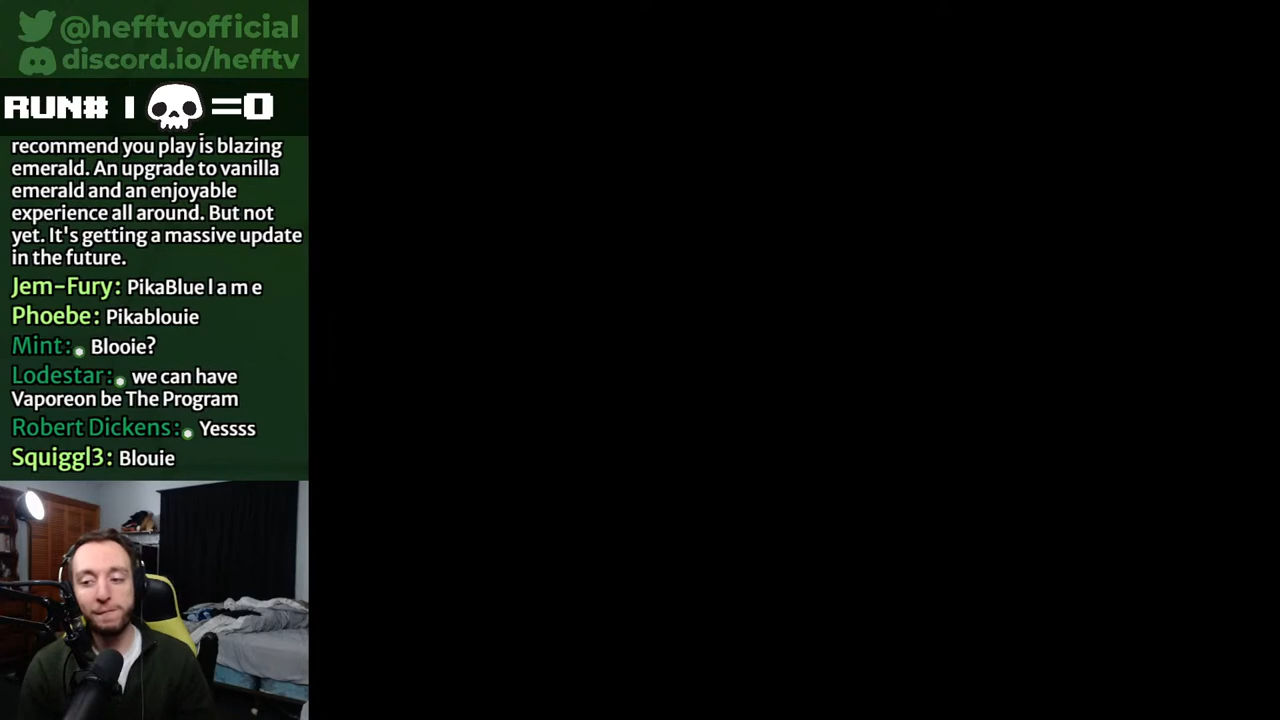 @hefftvofficial
discord.io/hefftv
RUN# 1 =0
recommend you play is blazing
emerald. An upgrade to vanilla
emerald and an enjoyable
experience all around. But not
yet. It's getting a massive update
in the future.
Jem-Fury: PikaBlue l a m e
Phoebe: Pikablouie
Mint: Blooie?
Lodestar: we can have
Vaporeon be The Program
Robert Dickens: Yessss
Squiggl3: Blouie